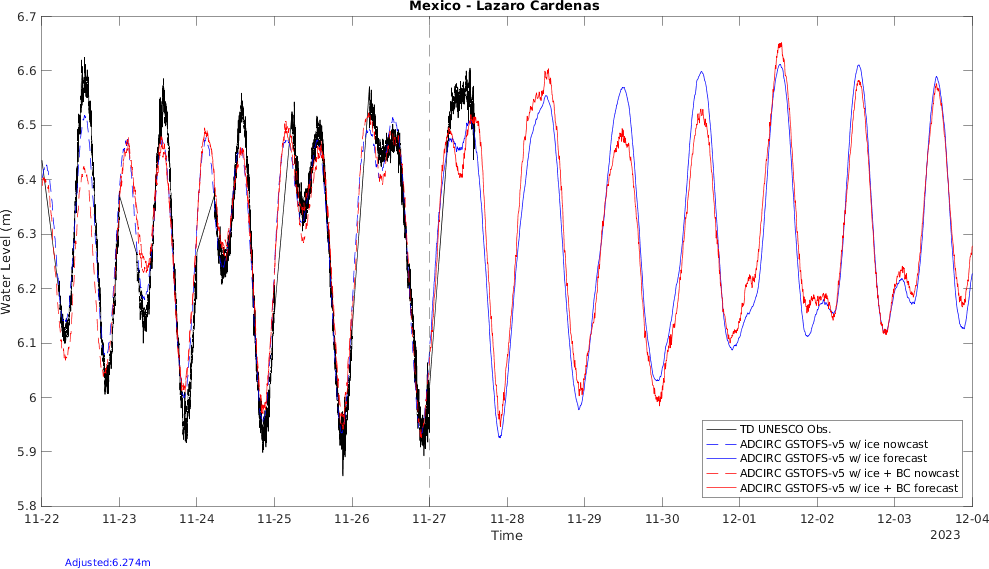 Mexico - Lazaro Cardenas
6.7
6.6
6.5
6.4
6.3
6.2
6.1
6
5.9
5.8
Water Level (m)
11-22 11-23 11-24 11-25 11-26 11-27 11-28 11-29 11-30 12-01 12-02 12-03 12-04
Time
2023
TD UNESCO Obs.
ADCIRC GSTOFS-v5 w/ ice nowcast
ADCIRC GSTOFS-v5 w/ ice forecast
ADCIRC GSTOFS-v5 w/ ice + BC nowcast
ADCIRC GSTOFS-v5 w/ ice + BC forecast
Adjusted:6.274m